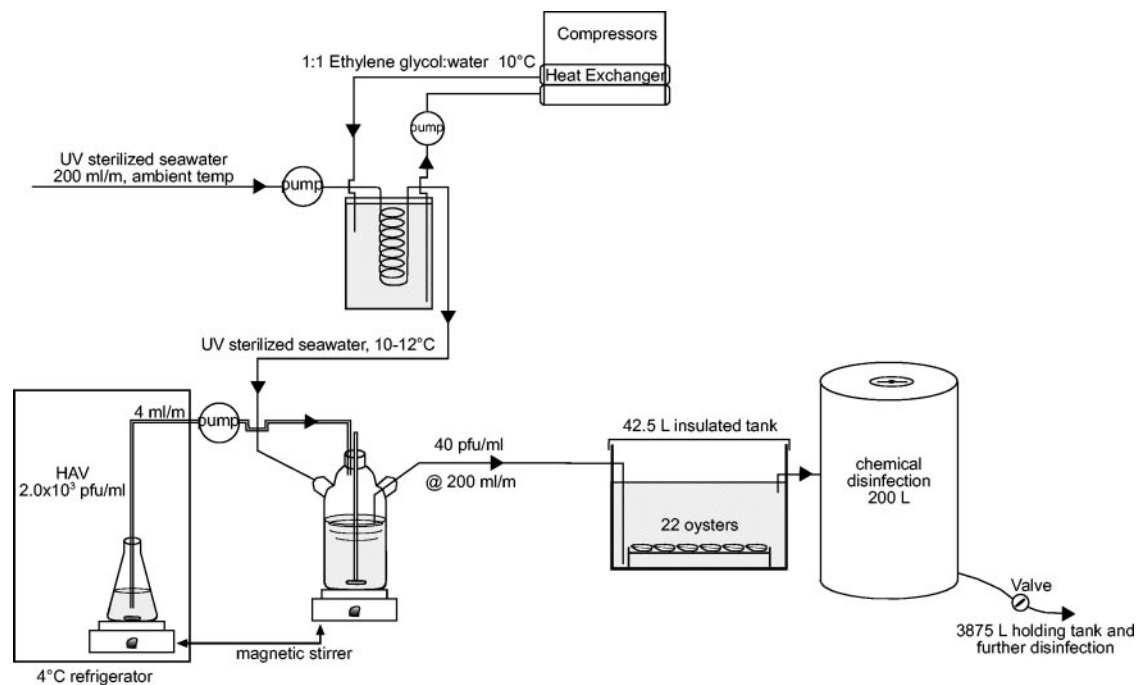 Compressors
1:1 Ethylene glycol:water 10°C
Heat Exchanger
pump
UV sterilized seawater
200 ml/m, ambient temp
pump
UV sterilized seawater, 10-12°C
4 ml/m
pump
HAV
2.0x10³ pfu/ml
40 pfu/ml
@ 200 ml/m
42.5 L insulated tank
22 oysters
chemical
disinfection
200 L
Valve
3875 L holding tank and
further disinfection
magnetic stirrer
4°C refrigerator